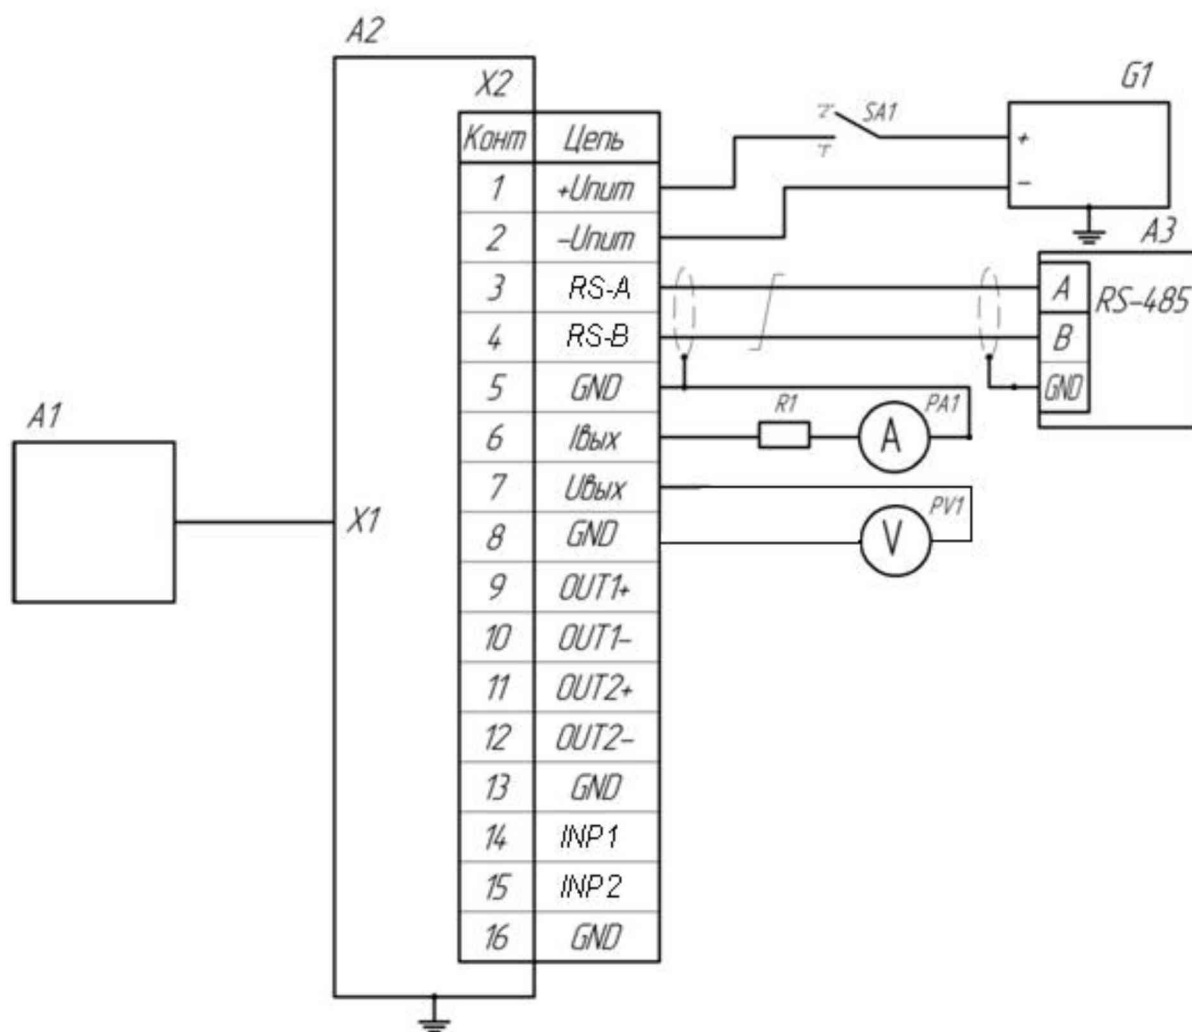 A2
X2
G1
"2"
SA1
"1"
Конт Цепь
+
1 +Uпит
–
2 –Uпит
A3
3 RS-A
A RS-485
4 RS-B
B
5 GND
GND
A1
R1
PA1
6 Iвых
A
7 Uвых
PV1
X1
8 GND
V
9 OUT1+
10 OUT1–
11 OUT2+
12 OUT2–
13 GND
14 INP1
15 INP2
16 GND